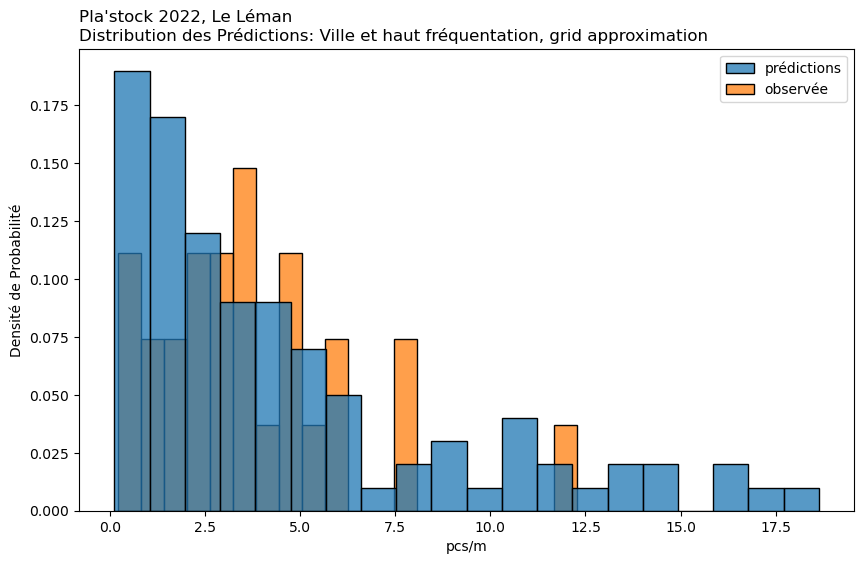 Pla'stock 2022, Le Léman
Distribution des Prédictions: Ville et haut fréquentation, grid approximation
prédictions
observée
Densité de Probabilité
0.175
0.150
0.125
0.100
0.075
0.050
0.025
0.000
0.0 2.5 5.0 7.5 10.0 12.5 15.0 17.5
pcs/m